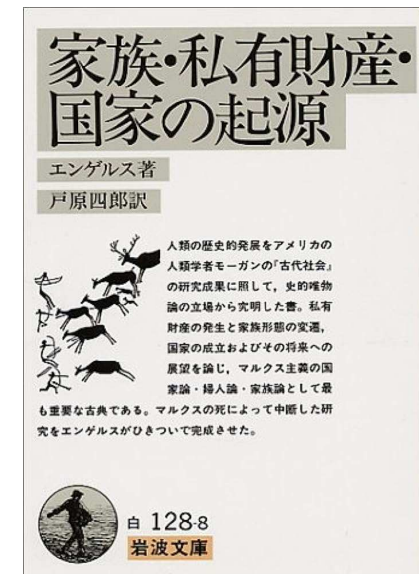 家族・私有財産・
国家の起源
エンゲルス著
戸原四郎訳
人類の歴史的発展をアメリカの
人類学者モーガンの『古代社会』
の研究成果に照して，史的唯物
論の立場から究明した書。私有
財産の発生と家族形態の変遷，
国家の成立およびその将来への
展望を論じ，マルクス主義の国
家論・婦人論・家族論として最
も重要な古典である。マルクスの死によって中断した研
究をエンゲルスがひきついで完成させた。
白 128-8
岩波文庫